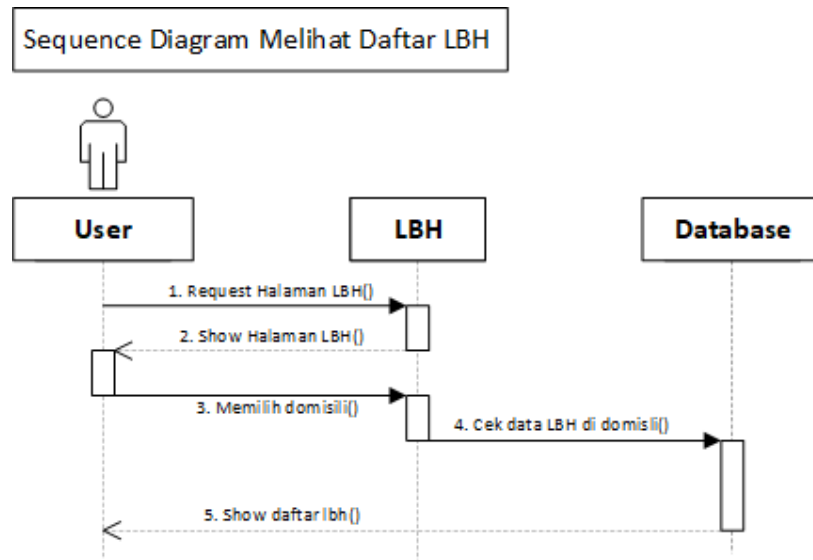 Sequence Diagram Melihat Daftar LBH
User
LBH
Database
1. Request Halaman LBH()
2. Show Halaman LBH()
3. Memilih domisili()
4. Cek data LBH di domisli()
5. Show daftar lbh()